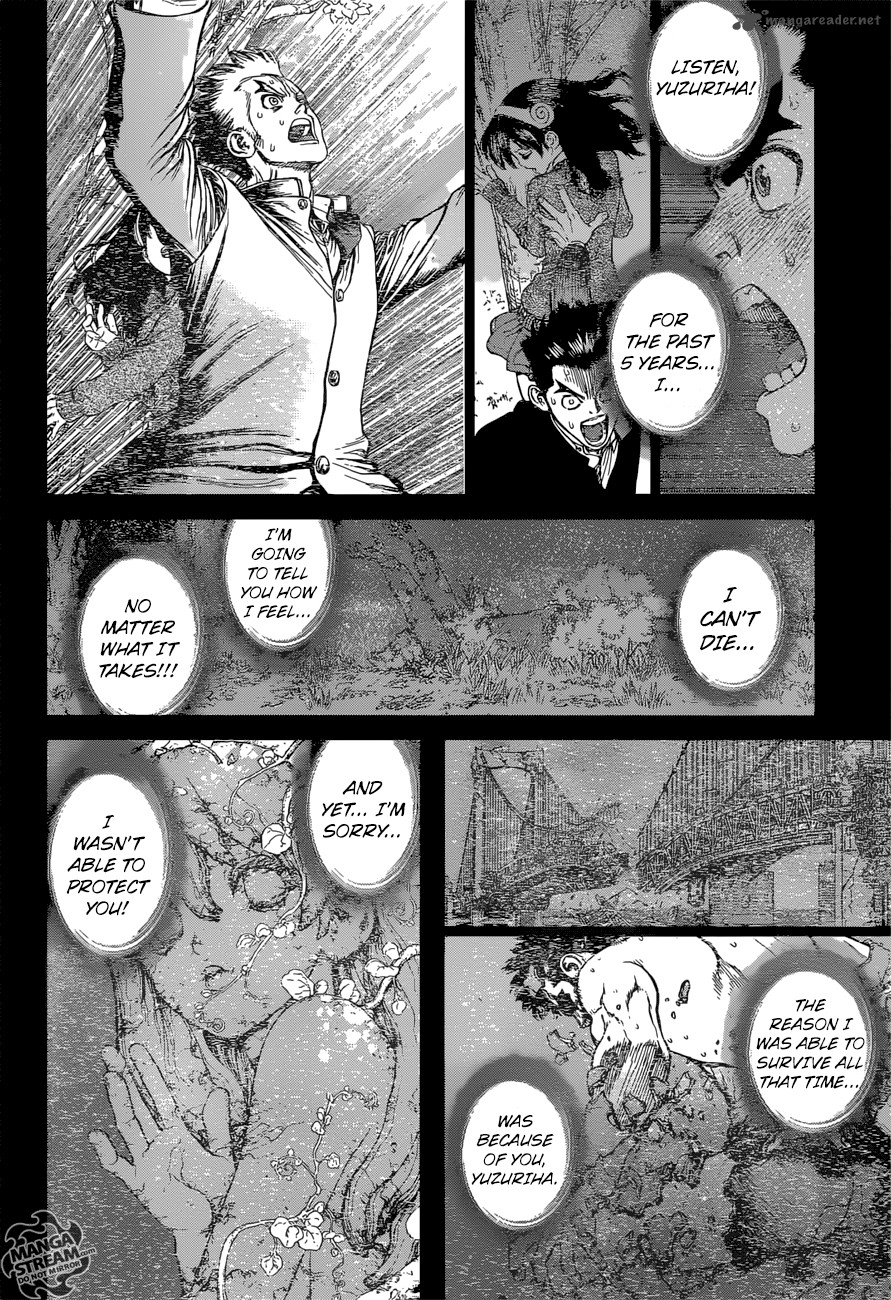 mangareader.net
LISTEN,
YUZURIHA!
FOR
THE PAST
5 YEARS...
I...
I
CAN'T
DIE...
I'M
GOING
TO TELL
YOU HOW
I FEEL...
NO
MATTER
WHAT IT
TAKES!!!
THE
REASON I
WAS ABLE TO
SURVIVE ALL
THAT TIME...
WAS
BECAUSE
OF YOU,
YUZURIHA.
AND
YET... I'M
SORRY...
I
WASN'T
ABLE TO
PROTECT
YOU!
MANGA
STREAM.com
DO NOT MIRROR!